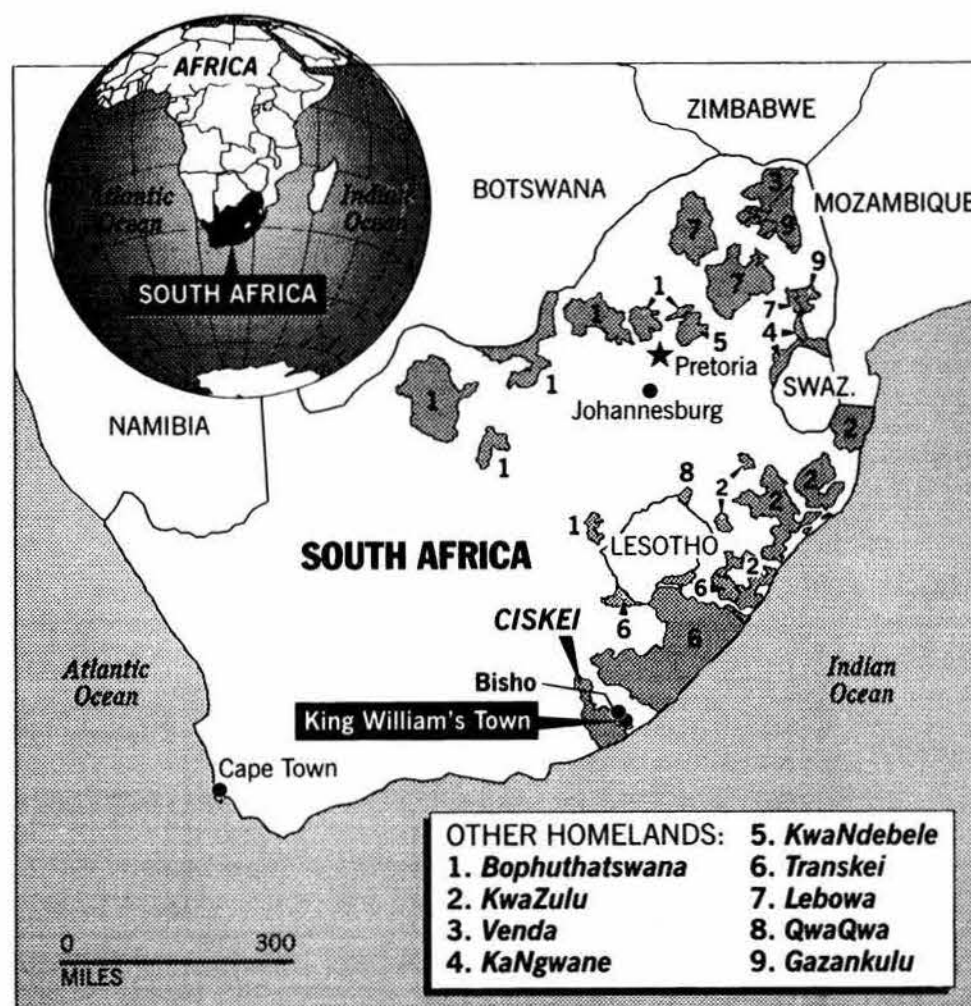 AFRICA
Atlantic
Ocean
Indian
Ocean
SOUTH AFRICA
ZIMBABWE
BOTSWANA
MOZAMBIQUE
NAMIBIA
3
7
9
7
9
1
7
1
5
4
Pretoria
SWAZ.
1
Johannesburg
1
2
1
8
2
2
2
1
LESOTHO
SOUTH AFRICA
2
6
6
6
CISKEI
Atlantic
Ocean
Bisho
Indian
Ocean
King William's Town
Cape Town
OTHER HOMELANDS:
1. Bophuthatswana
2. KwaZulu
3. Venda
4. KaNgwane
5. KwaNdebele
6. Transkei
7. Lebowa
8. QwaQwa
9. Gazankulu
0 300
MILES